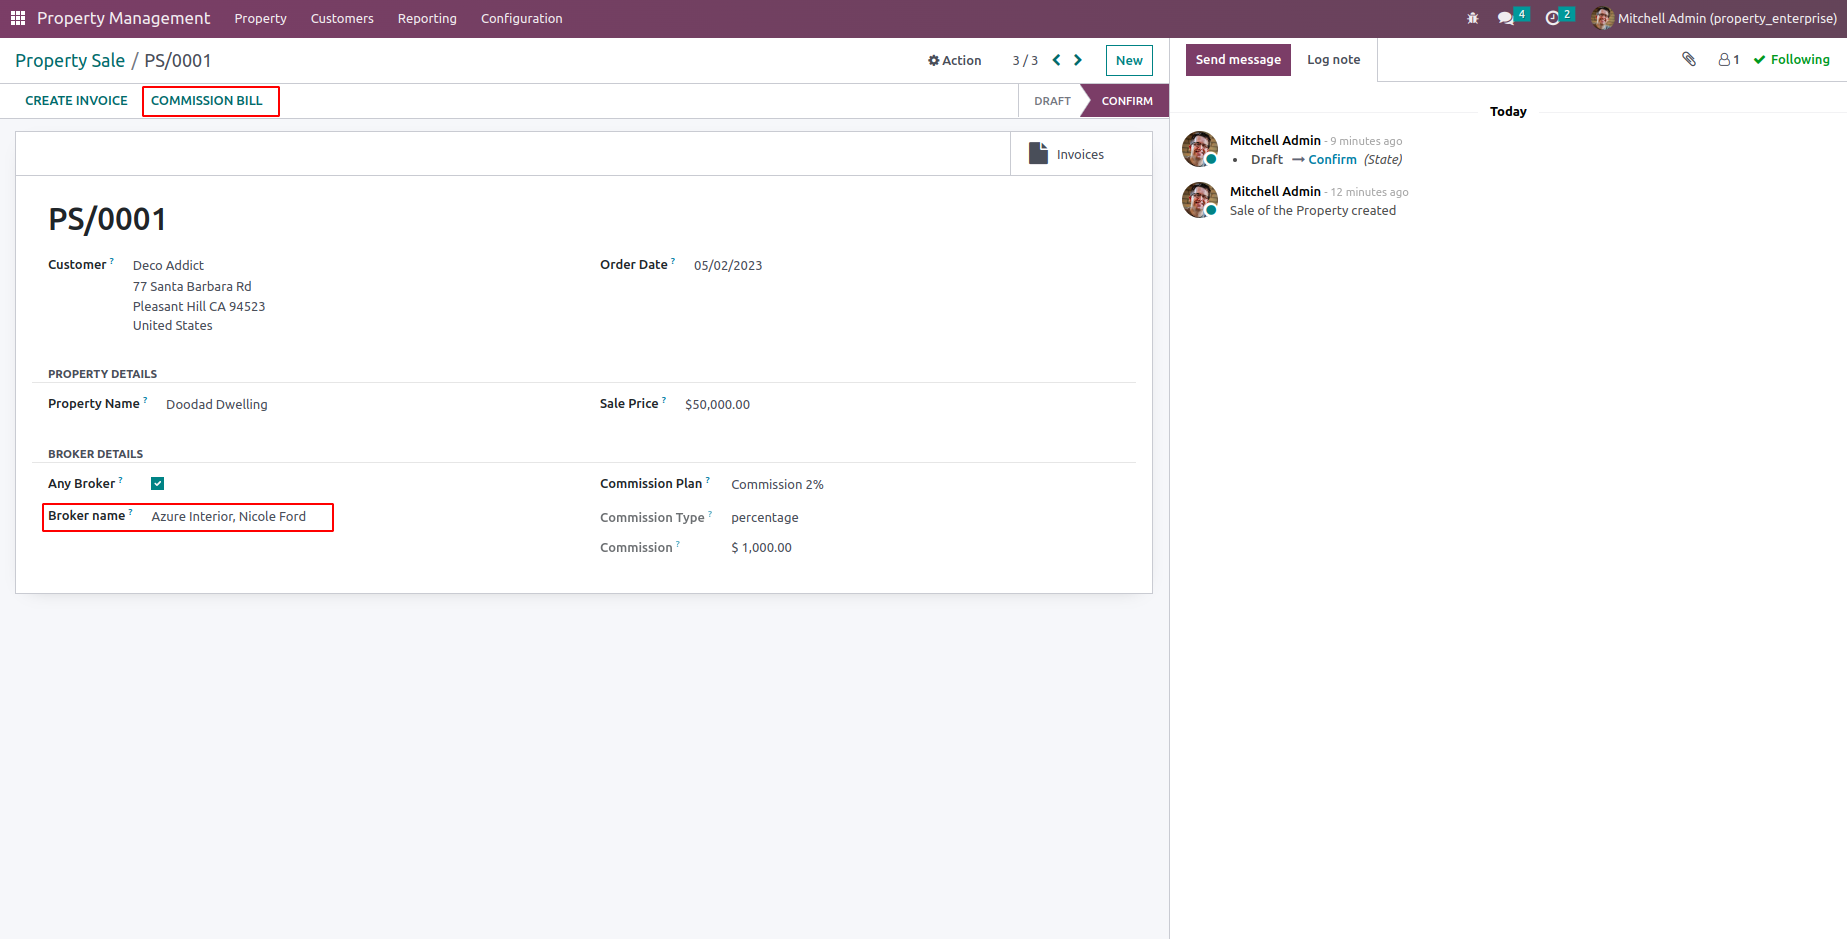 Property Management Property Customers Reporting Configuration 4 2 Mitchell Admin (property_enterprise)
Property Sale / PS/0001 Action 3 / 3 New
CREATE INVOICE COMMISSION BILL DRAFT CONFIRM
Invoices
PS/0001
Customer ? Deco Addict
77 Santa Barbara Rd
Pleasant Hill CA 94523
United States
Order Date ? 05/02/2023
PROPERTY DETAILS
Property Name ? Doodad Dwelling
Sale Price ? $50,000.00
BROKER DETAILS
Any Broker ?
Broker name ? Azure Interior, Nicole Ford
Commission Plan ? Commission 2%
Commission Type ? percentage
Commission ? $ 1,000.00
Send message Log note 1 Following
Today
Mitchell Admin - 9 minutes ago
• Draft → Confirm (State)
Mitchell Admin - 12 minutes ago
Sale of the Property created